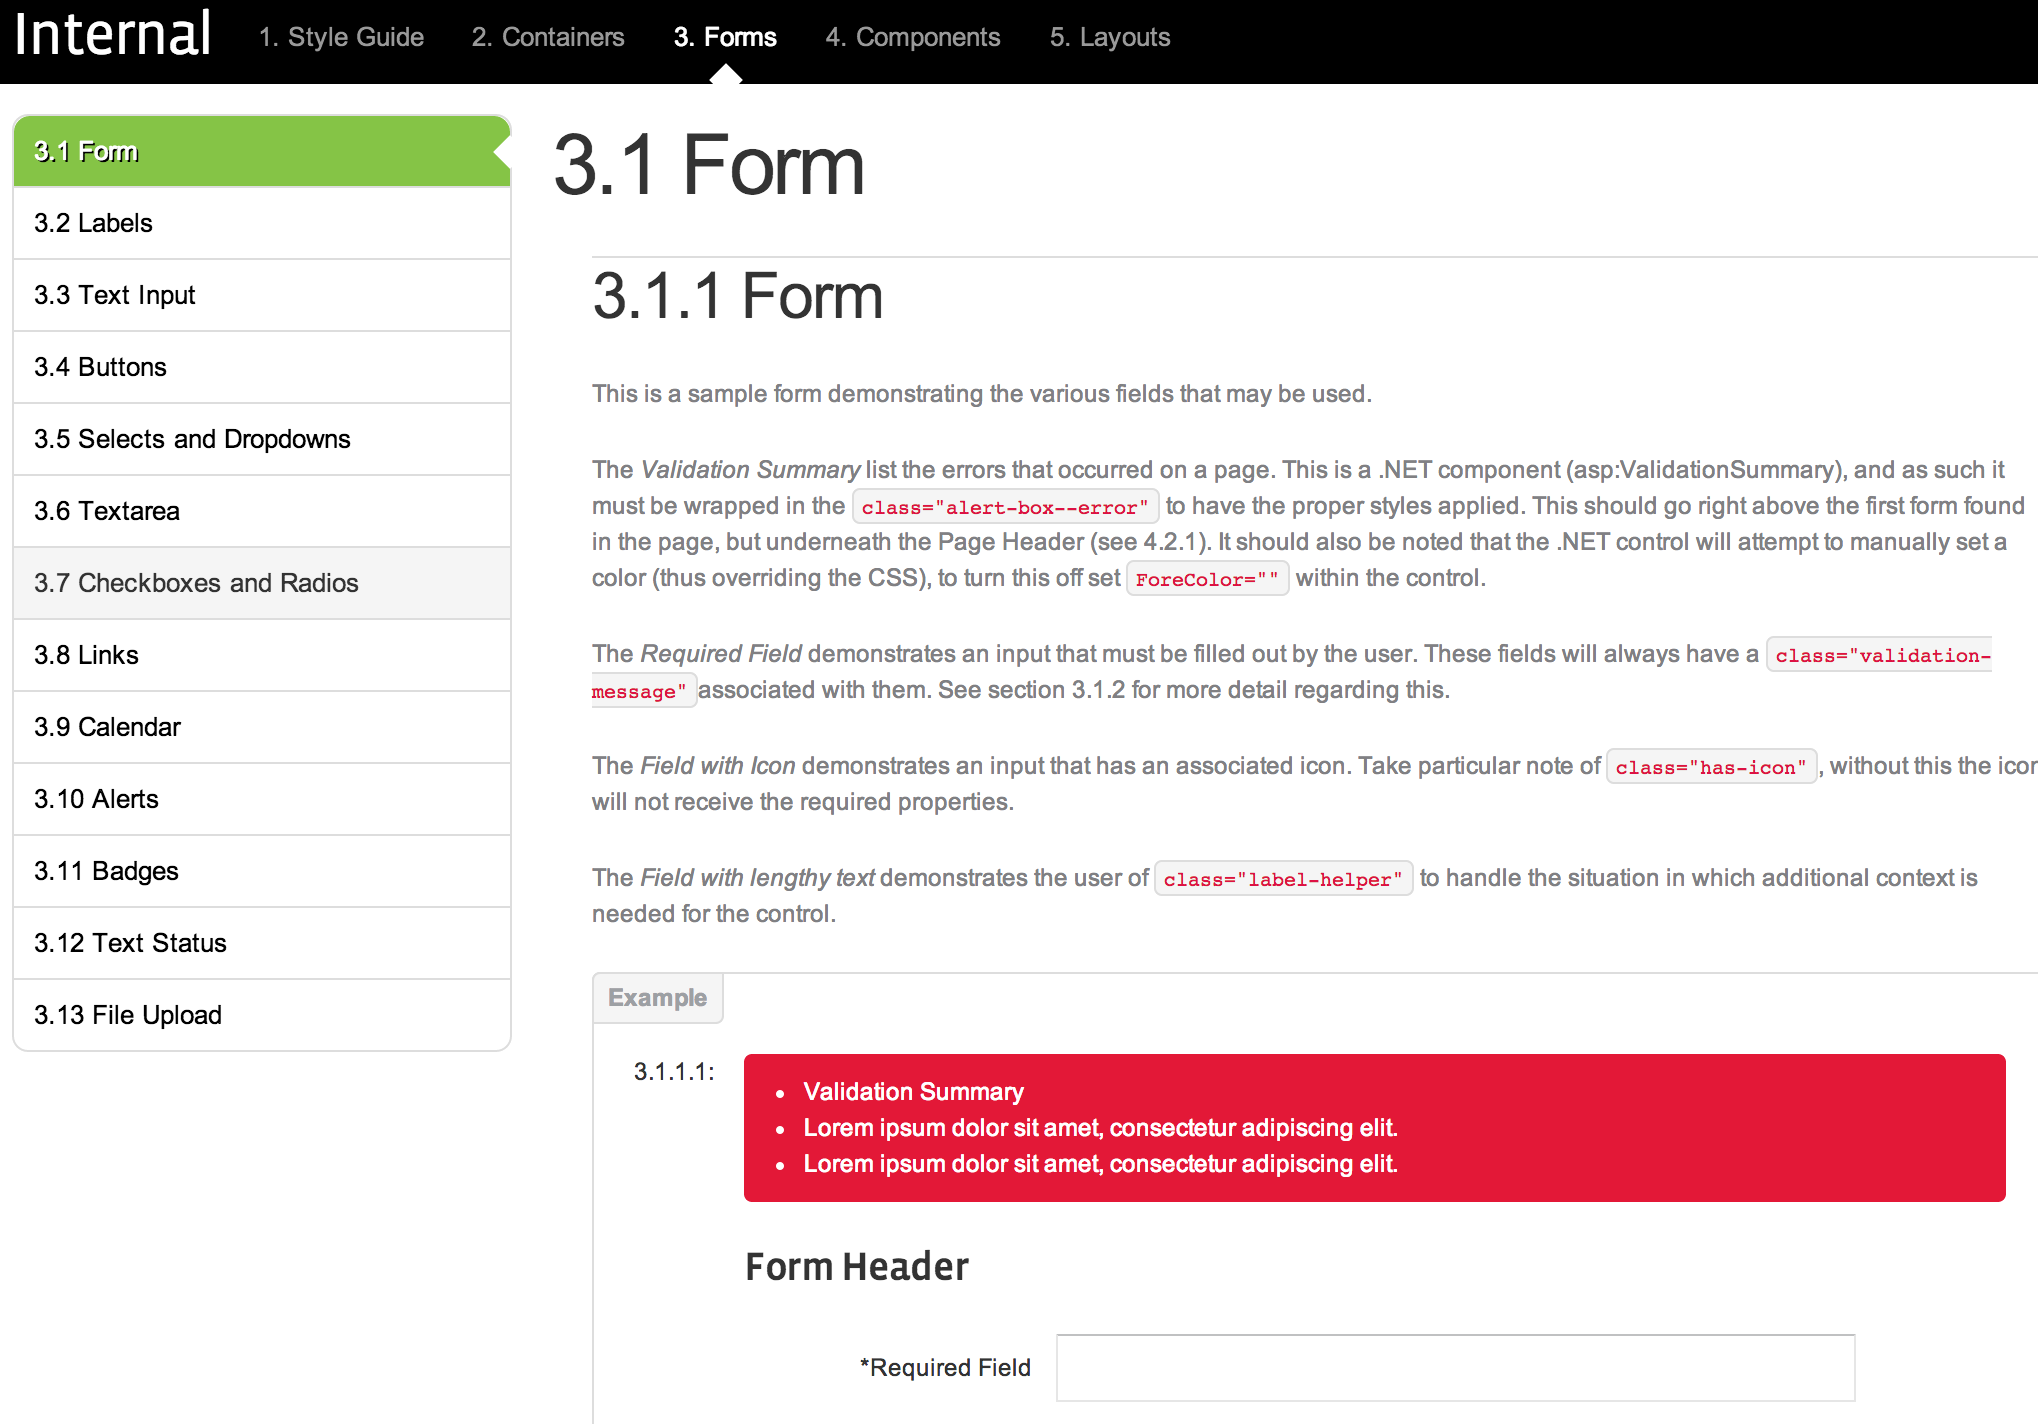 Internal
1. Style Guide
2. Containers
3. Forms
4. Components
5. Layouts
3.1 Form
3.2 Labels
3.3 Text Input
3.4 Buttons
3.5 Selects and Dropdowns
3.6 Textarea
3.7 Checkboxes and Radios
3.8 Links
3.9 Calendar
3.10 Alerts
3.11 Badges
3.12 Text Status
3.13 File Upload
3.1 Form
3.1.1 Form
This is a sample form demonstrating the various fields that may be used.
The Validation Summary list the errors that occurred on a page. This is a .NET component (asp:ValidationSummary), and as such it
must be wrapped in the class="alert-box--error" to have the proper styles applied. This should go right above the first form found
in the page, but underneath the Page Header (see 4.2.1). It should also be noted that the .NET control will attempt to manually set a
color (thus overriding the CSS), to turn this off set ForeColor="" within the control.
The Required Field demonstrates an input that must be filled out by the user. These fields will always have a class="validation-
message" associated with them. See section 3.1.2 for more detail regarding this.
The Field with Icon demonstrates an input that has an associated icon. Take particular note of class="has-icon" , without this the icon
will not receive the required properties.
The Field with lengthy text demonstrates the user of class="label-helper" to handle the situation in which additional context is
needed for the control.
Example
3.1.1.1:
• Validation Summary
• Lorem ipsum dolor sit amet, consectetur adipiscing elit.
• Lorem ipsum dolor sit amet, consectetur adipiscing elit.
Form Header
*Required Field